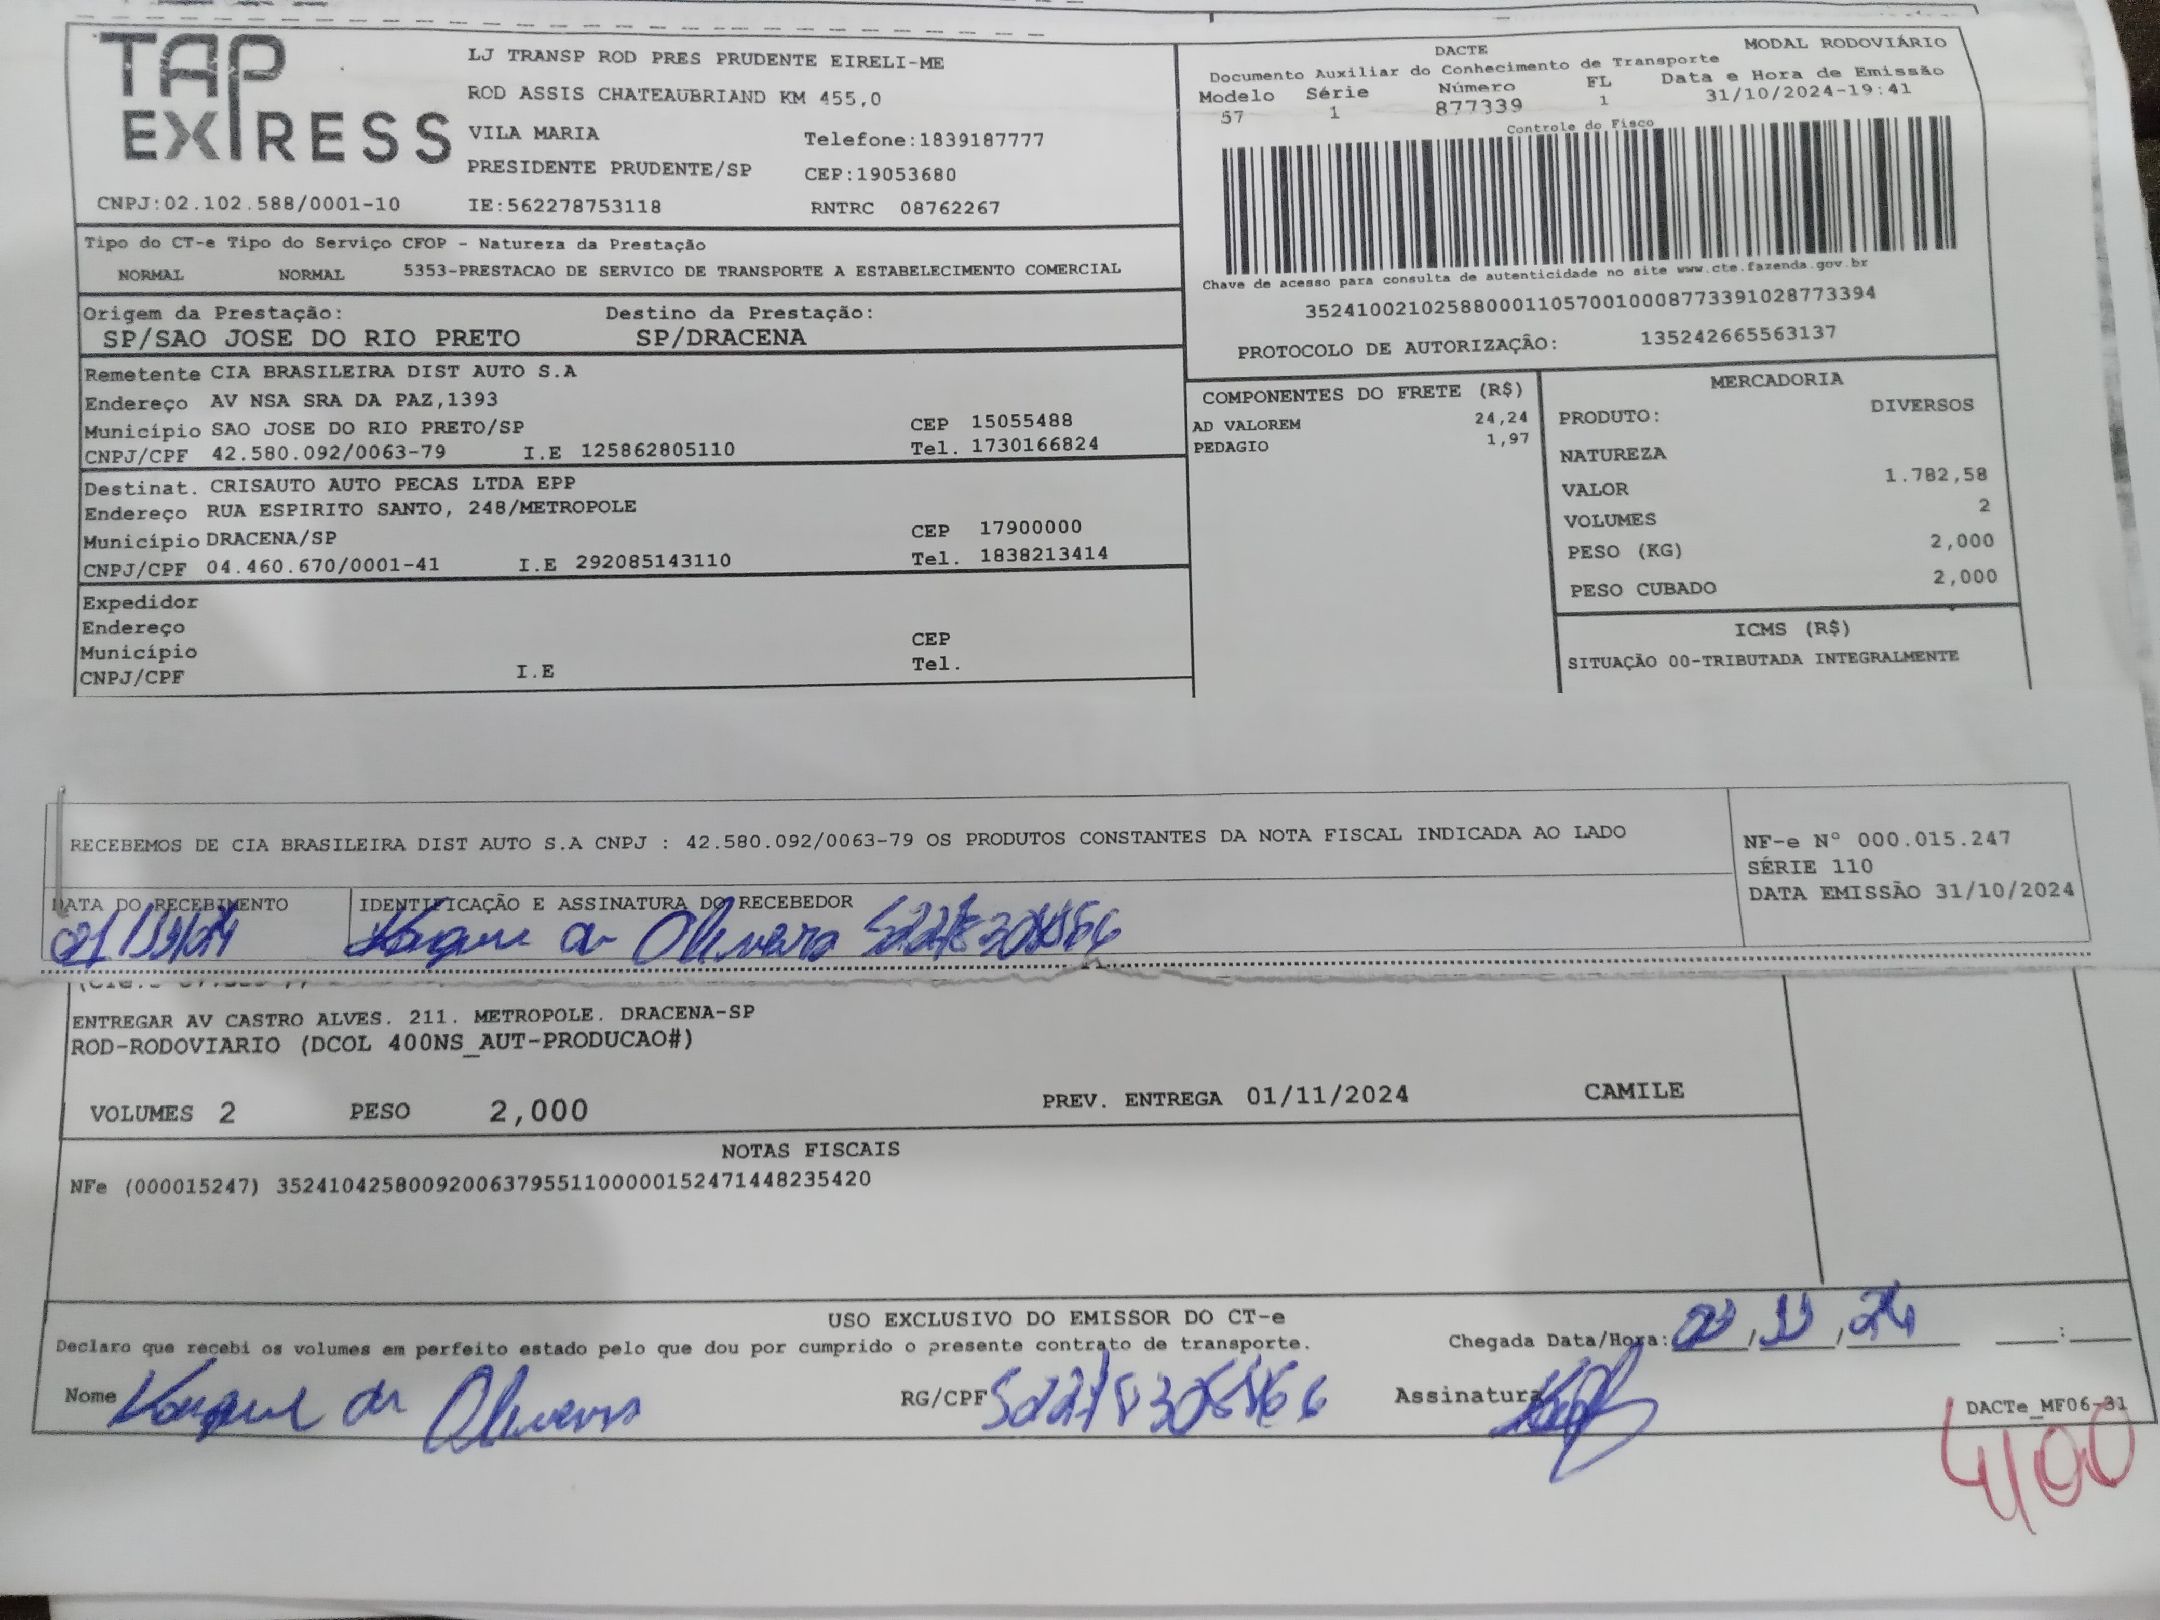 TAP EXPRESS
LJ TRANSP ROD PRES PRUDENTE EIRELI-ME
ROD ASSIS CHATEAUBRIAND KM 455,0
VILA MARIA Telefone:1839187777
PRESIDENTE PRUDENTE/SP CEP:19053680
CNPJ:02.102.588/0001-10 IE:562278753118 RNTRC 08762267
DACTE MODAL RODOVIÁRIO
Documento Auxiliar do Conhecimento de Transporte
Modelo Série Número FL Data e Hora de Emissão
57 1 877339 1 31/10/2024-19:41
Controle do Fisco
Chave de acesso para consulta de autenticidade no site www.cte.fazenda.gov.br
35241002102588000110570010008773391028773394
PROTOCOLO DE AUTORIZAÇÃO: 135242665563137
Tipo do CT-e Tipo do Serviço CFOP - Natureza da Prestação
NORMAL NORMAL 5353-PRESTACAO DE SERVICO DE TRANSPORTE A ESTABELECIMENTO COMERCIAL
Origem da Prestação: Destino da Prestação:
SP/SAO JOSE DO RIO PRETO SP/DRACENA
Remetente CIA BRASILEIRA DIST AUTO S.A
Endereço AV NSA SRA DA PAZ,1393
Município SAO JOSE DO RIO PRETO/SP CEP 15055488
CNPJ/CPF 42.580.092/0063-79 I.E 125862805110 Tel. 1730166824
Destinat. CRISAUTO AUTO PECAS LTDA EPP
Endereço RUA ESPIRITO SANTO, 248/METROPOLE
Município DRACENA/SP CEP 17900000
CNPJ/CPF 04.460.670/0001-41 I.E 292085143110 Tel. 1838213414
Expedidor
Endereço
Município CEP
CNPJ/CPF I.E Tel.
COMPONENTES DO FRETE (R$)
AD VALOREM 24,24
PEDAGIO 1,97
MERCADORIA
PRODUTO: DIVERSOS
NATUREZA
VALOR 1.782,58
VOLUMES 2
PESO (KG) 2,000
PESO CUBADO 2,000
ICMS (R$)
SITUAÇÃO 00-TRIBUTADA INTEGRALMENTE
RECEBEMOS DE CIA BRASILEIRA DIST AUTO S.A CNPJ : 42.580.092/0063-79 OS PRODUTOS CONSTANTES DA NOTA FISCAL INDICADA AO LADO
NF-e N° 000.015.247
SÉRIE 110
DATA EMISSÃO 31/10/2024
DATA DO RECEBIMENTO IDENTIFICAÇÃO E ASSINATURA DO RECEBEDOR
Oliveira
ENTREGAR AV CASTRO ALVES. 211. METROPOLE. DRACENA-SP
ROD-RODOVIARIO (DCOL 400NS_AUT-PRODUCAO#)
VOLUMES 2 PESO 2,000 PREV. ENTREGA 01/11/2024 CAMILE
NOTAS FISCAIS
NFe (000015247) 35241042580092006379551100000152471448235420
USO EXCLUSIVO DO EMISSOR DO CT-e
Declaro que recebi os volumes em perfeito estado pelo que dou por cumprido o presente contrato de transporte. Chegada Data/Hora:
Nome Oliveira RG/CPF Assinatura
DACTe_MF06-31